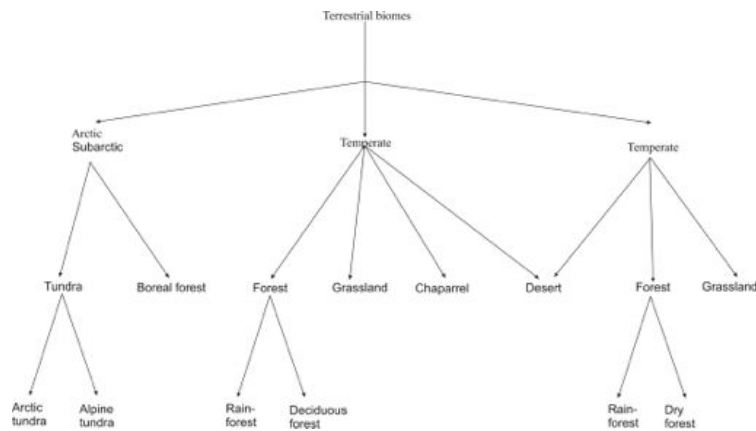 Terrestrial biomes
Arctic
Subarctic
Temperate
Temperate
Tundra
Boreal forest
Forest
Grassland
Chaparrel
Desert
Forest
Grassland
Arctic
tundra
Alpine
tundra
Rain-
forest
Deciduous
forest
Rain-
forest
Dry
forest